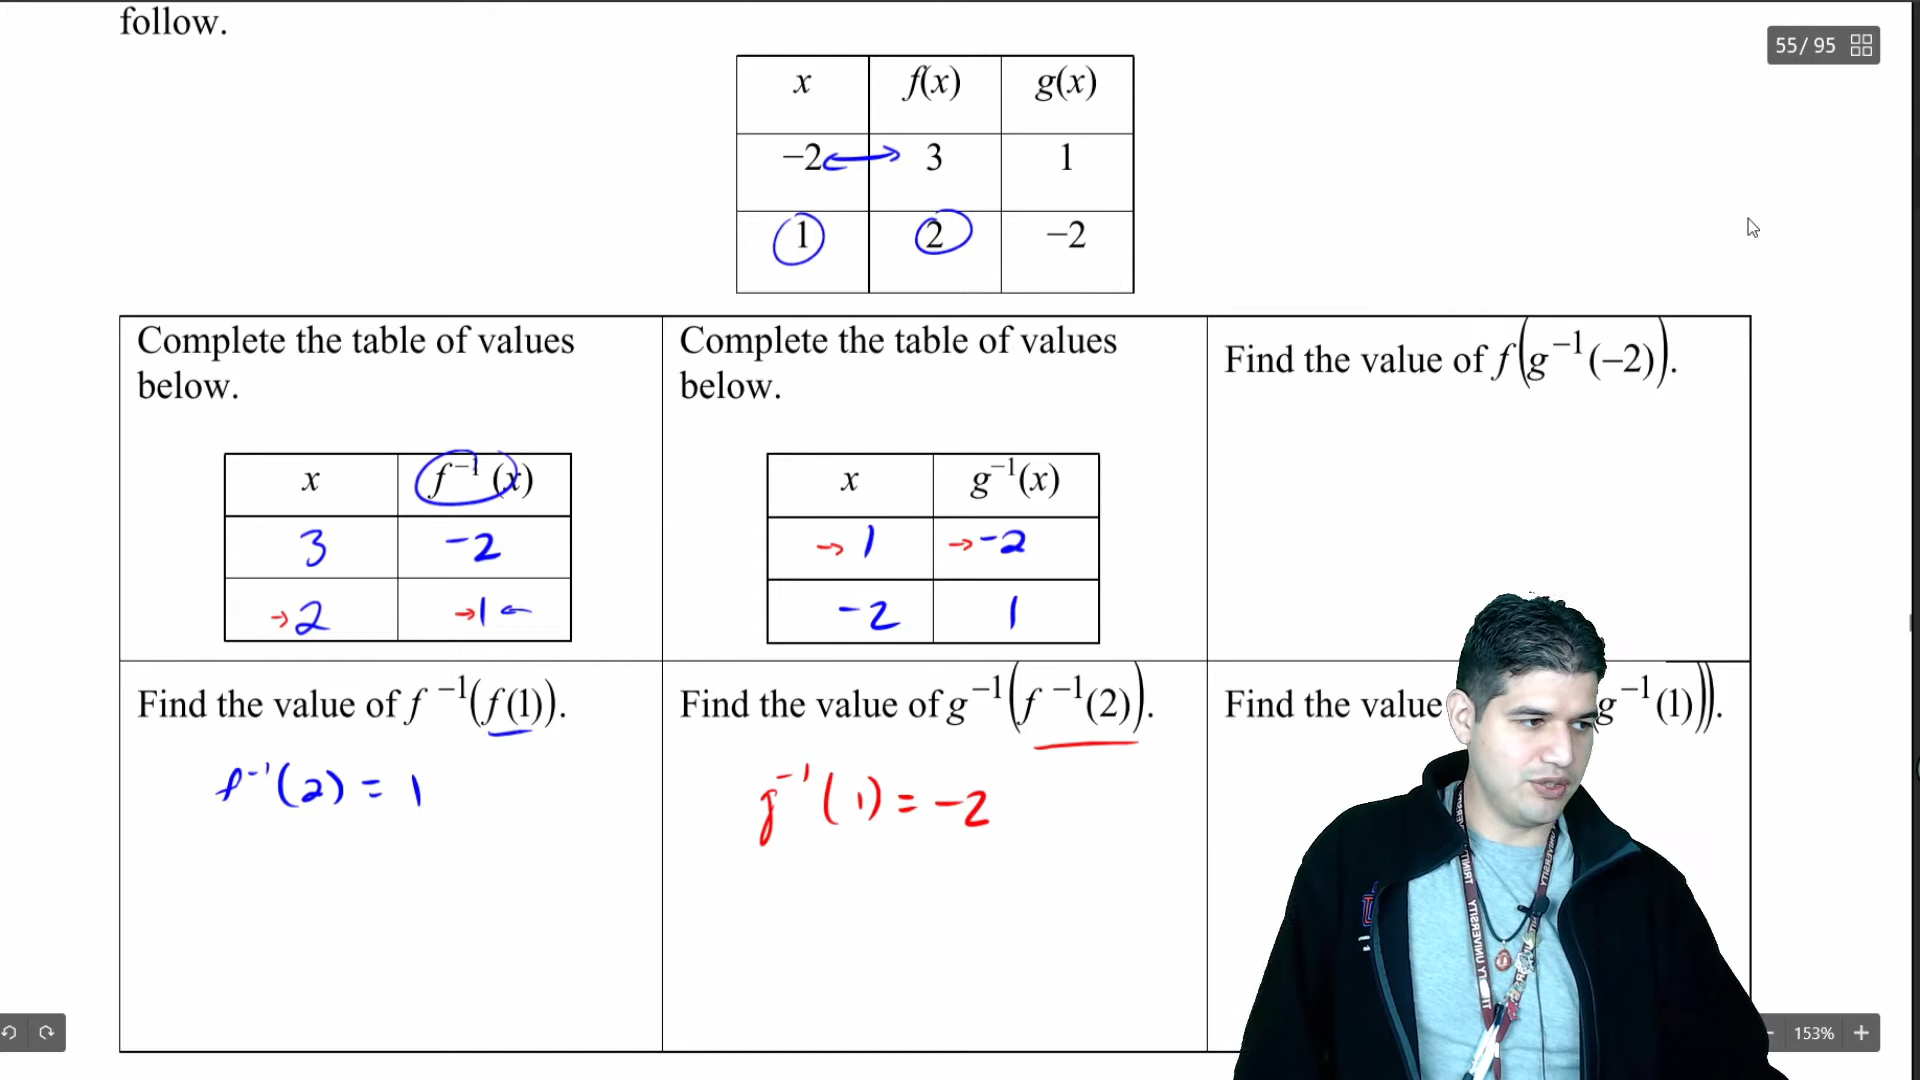 follow.
55 / 95
x f(x) g(x)
−2 3 1
1 2 −2
Complete the table of values
below.
x f⁻¹(x)
3 -2
→2 →1←
Complete the table of values
below.
x g⁻¹(x)
→1 →-2
-2 1
Find the value of f(g⁻¹(−2)).
Find the value of f⁻¹(f(1)).
f⁻¹(2) = 1
Find the value of g⁻¹(f⁻¹(2)).
g⁻¹(1) = -2
Find the value g⁻¹(1)).
TRINITY UNIVERSITY
153%